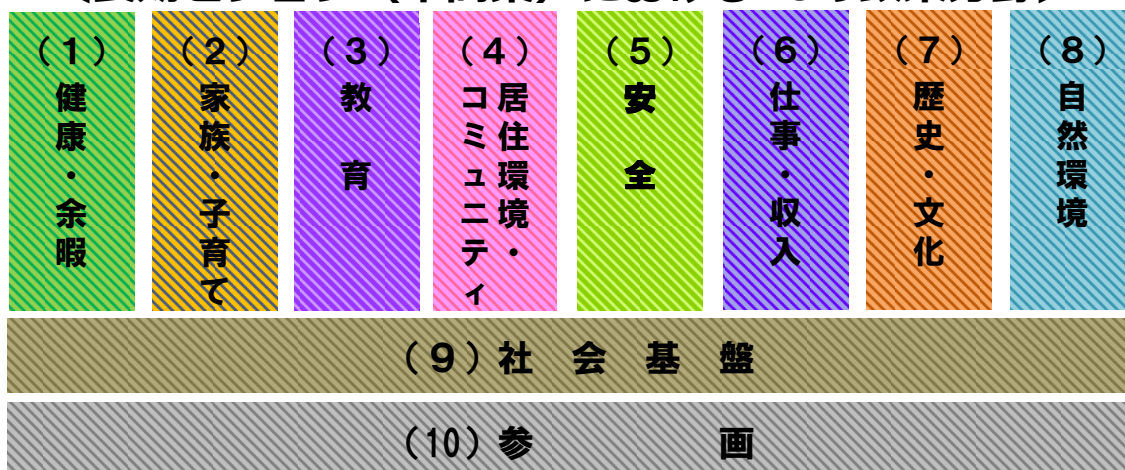 (1)
健康・余暇
(2)
家族・子育て
(3)
教育
(4)
居住環境・
コミュニティ
(5)
安全
(6)
仕事・収入
(7)
歴史・文化
(8)
自然環境
(9)社会基盤
(10)参画